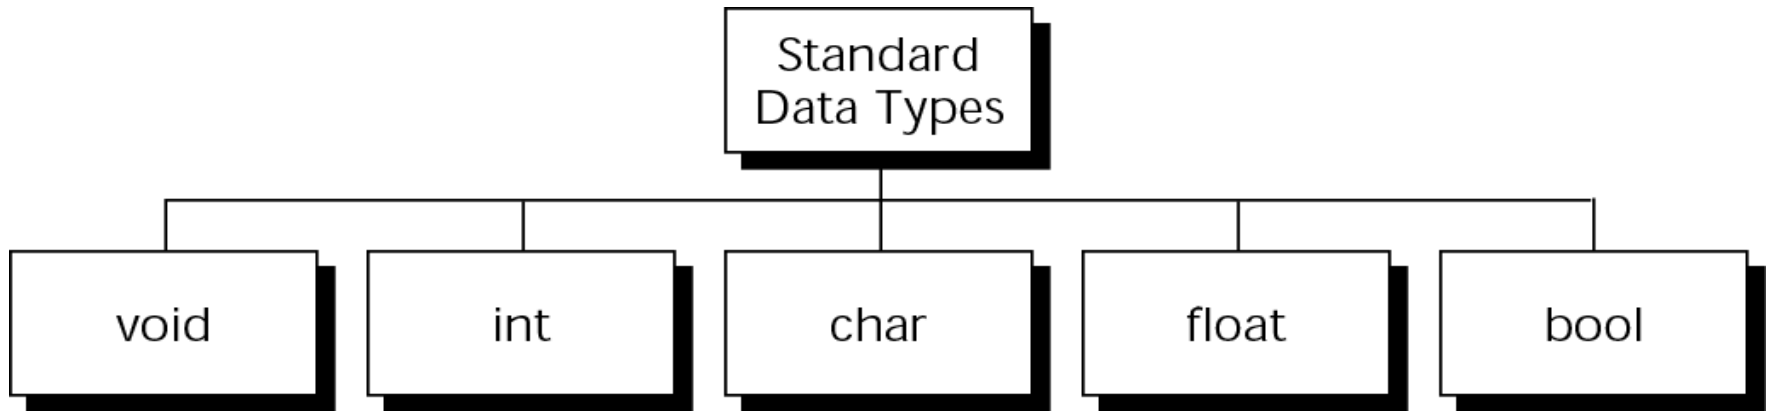 Standard
Data Types
void
int
char
float
bool